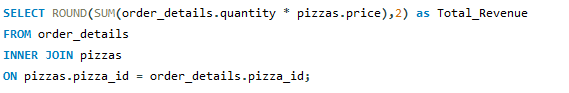 SELECT ROUND(SUM(order_details.quantity * pizzas.price),2) as Total_Revenue
FROM order_details
INNER JOIN pizzas
ON pizzas.pizza_id = order_details.pizza_id;